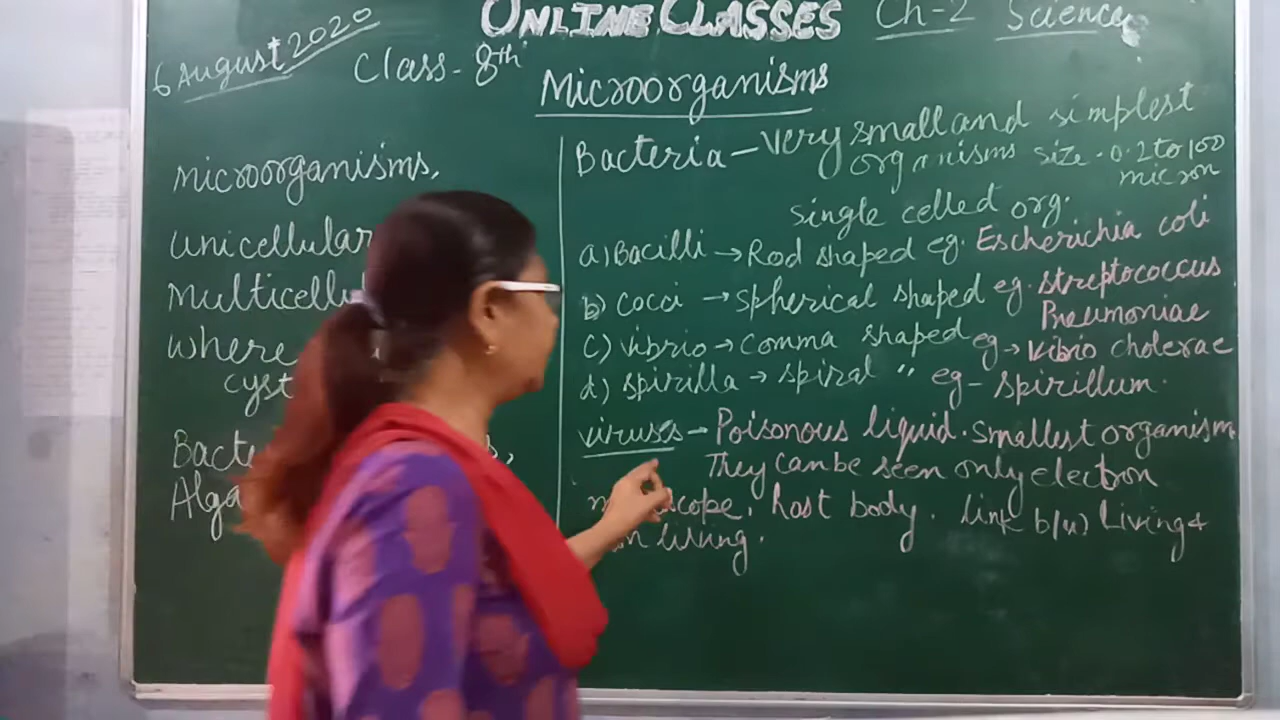 ONLINE CLASSES Ch-2 Science
6 August 2020
Class-8th
Microorganisms
microorganisms,
unicellular
Multicellu
Where
cyst
Bacte
Alga
Bacteria - Very small and simplest
organisms size - 0.2 to 100
micron
Single celled org.
a) Bacilli → Rod shaped eg. Escherichia coli
b) Cocci → Spherical shaped eg. Streptococcus
Pneumoniae
c) Vibrio → Comma shaped eg → Vibrio cholerae
d) Spirilla → Spiral " eg - Spirillum.
Viruses - Poisonous liquid. Smallest organism
They can be seen only electron
scope, host body. link b/w) Living &
living.